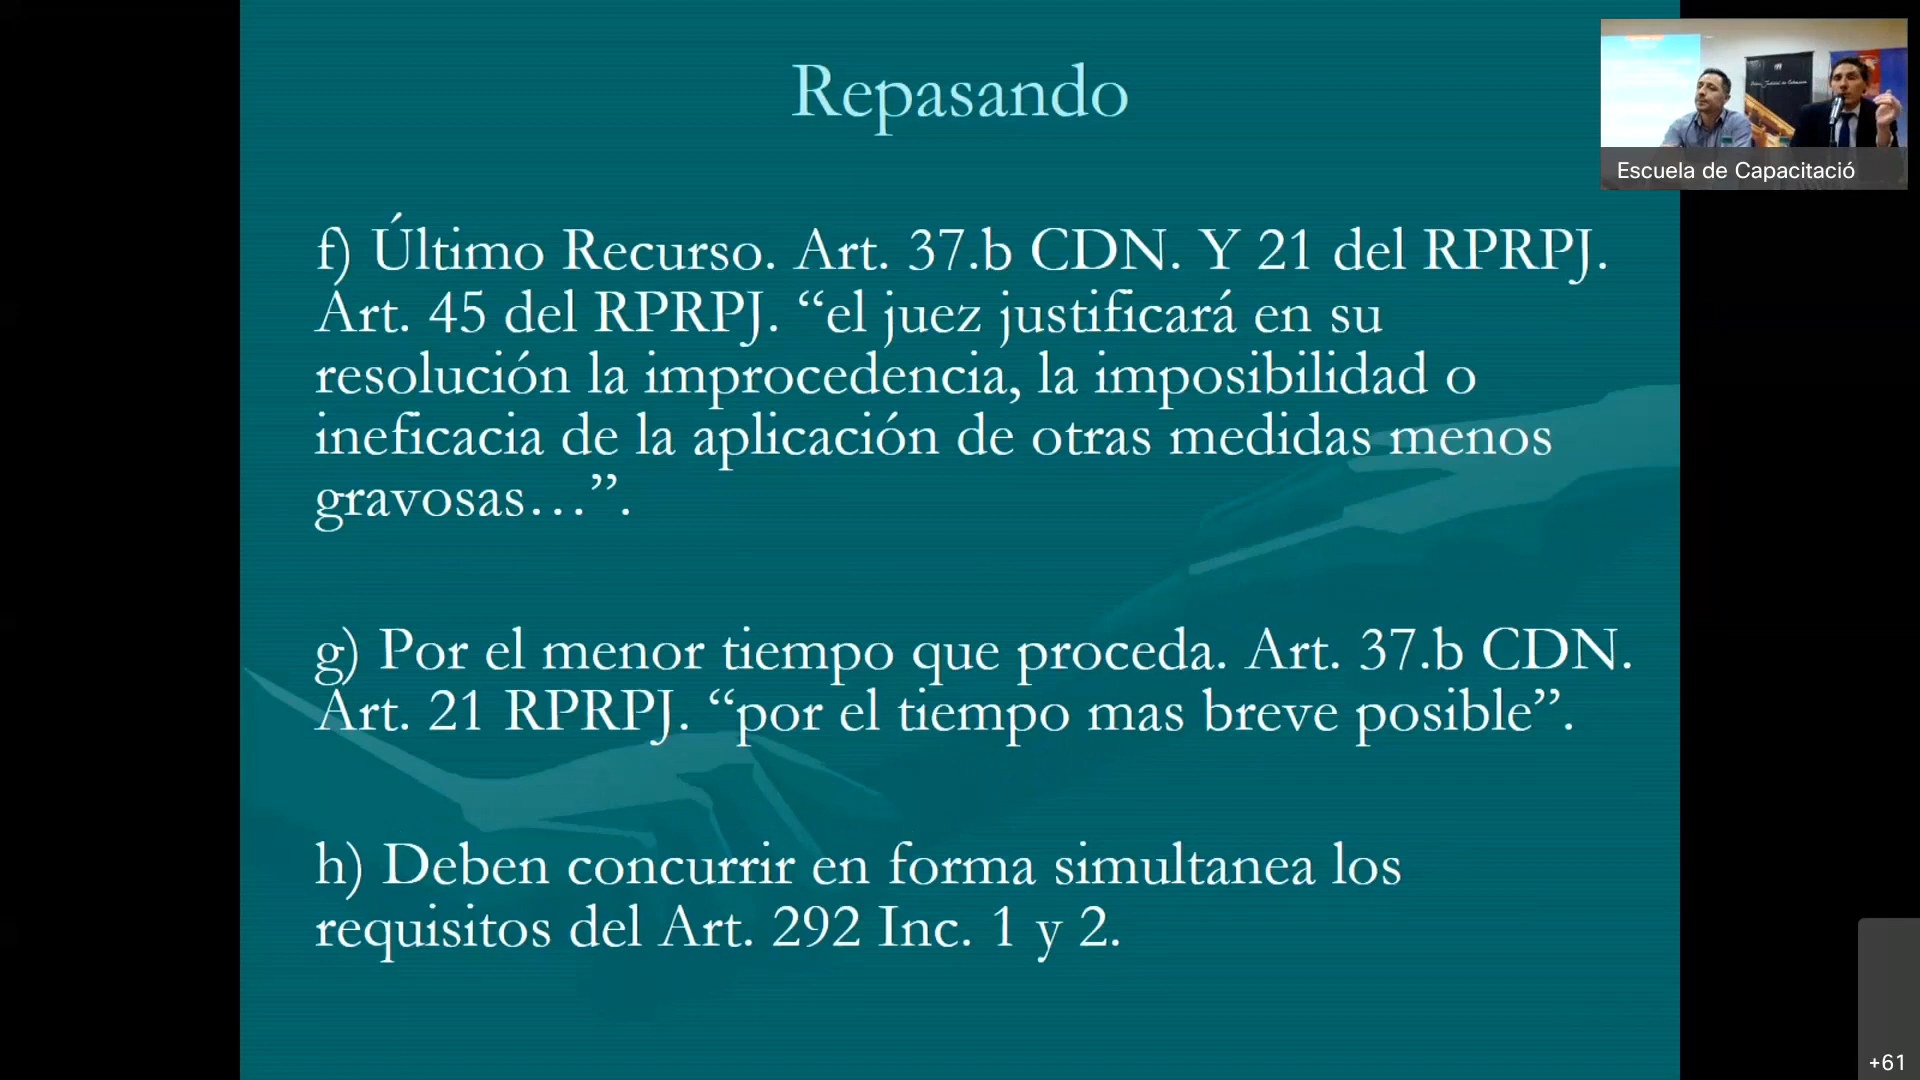 Repasando
Escuela de Capacitació
f) Último Recurso. Art. 37.b CDN. Y 21 del RPRPJ.
Art. 45 del RPRPJ. “el juez justificará en su
resolución la improcedencia, la imposibilidad o
ineficacia de la aplicación de otras medidas menos
gravosas…”.
g) Por el menor tiempo que proceda. Art. 37.b CDN.
Art. 21 RPRPJ. “por el tiempo mas breve posible”.
h) Deben concurrir en forma simultanea los
requisitos del Art. 292 Inc. 1 y 2.
+61